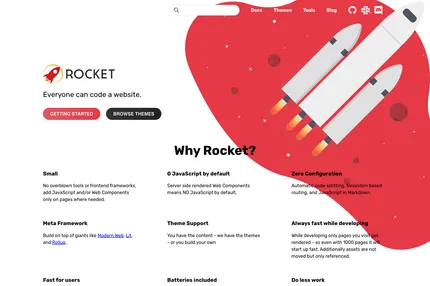 Docs Themes Tools Blog
ROCKET
Everyone can code a website.
GETTING STARTED BROWSE THEMES
Why Rocket?
Small
No overblown tools or frontend frameworks,
add JavaScript and/or Web Components
only on pages where needed.
0 JavaScript by default
Server side rendered Web Components
means NO JavaScript by default.
Zero Configuration
Automatic code splitting, filesystem based
routing, and JavaScript in Markdown.
Meta Framework
Build on top of giants like Modern Web, Lit,
and Rollup.
Theme Support
You have the content - we have the themes
- or you build your own
Always fast while developing
While developing only pages you visit get
rendered - so even with 1000 pages it will
start up fast. Additionally assets are not
moved but only referenced.
Fast for users
Batteries included
Do less work